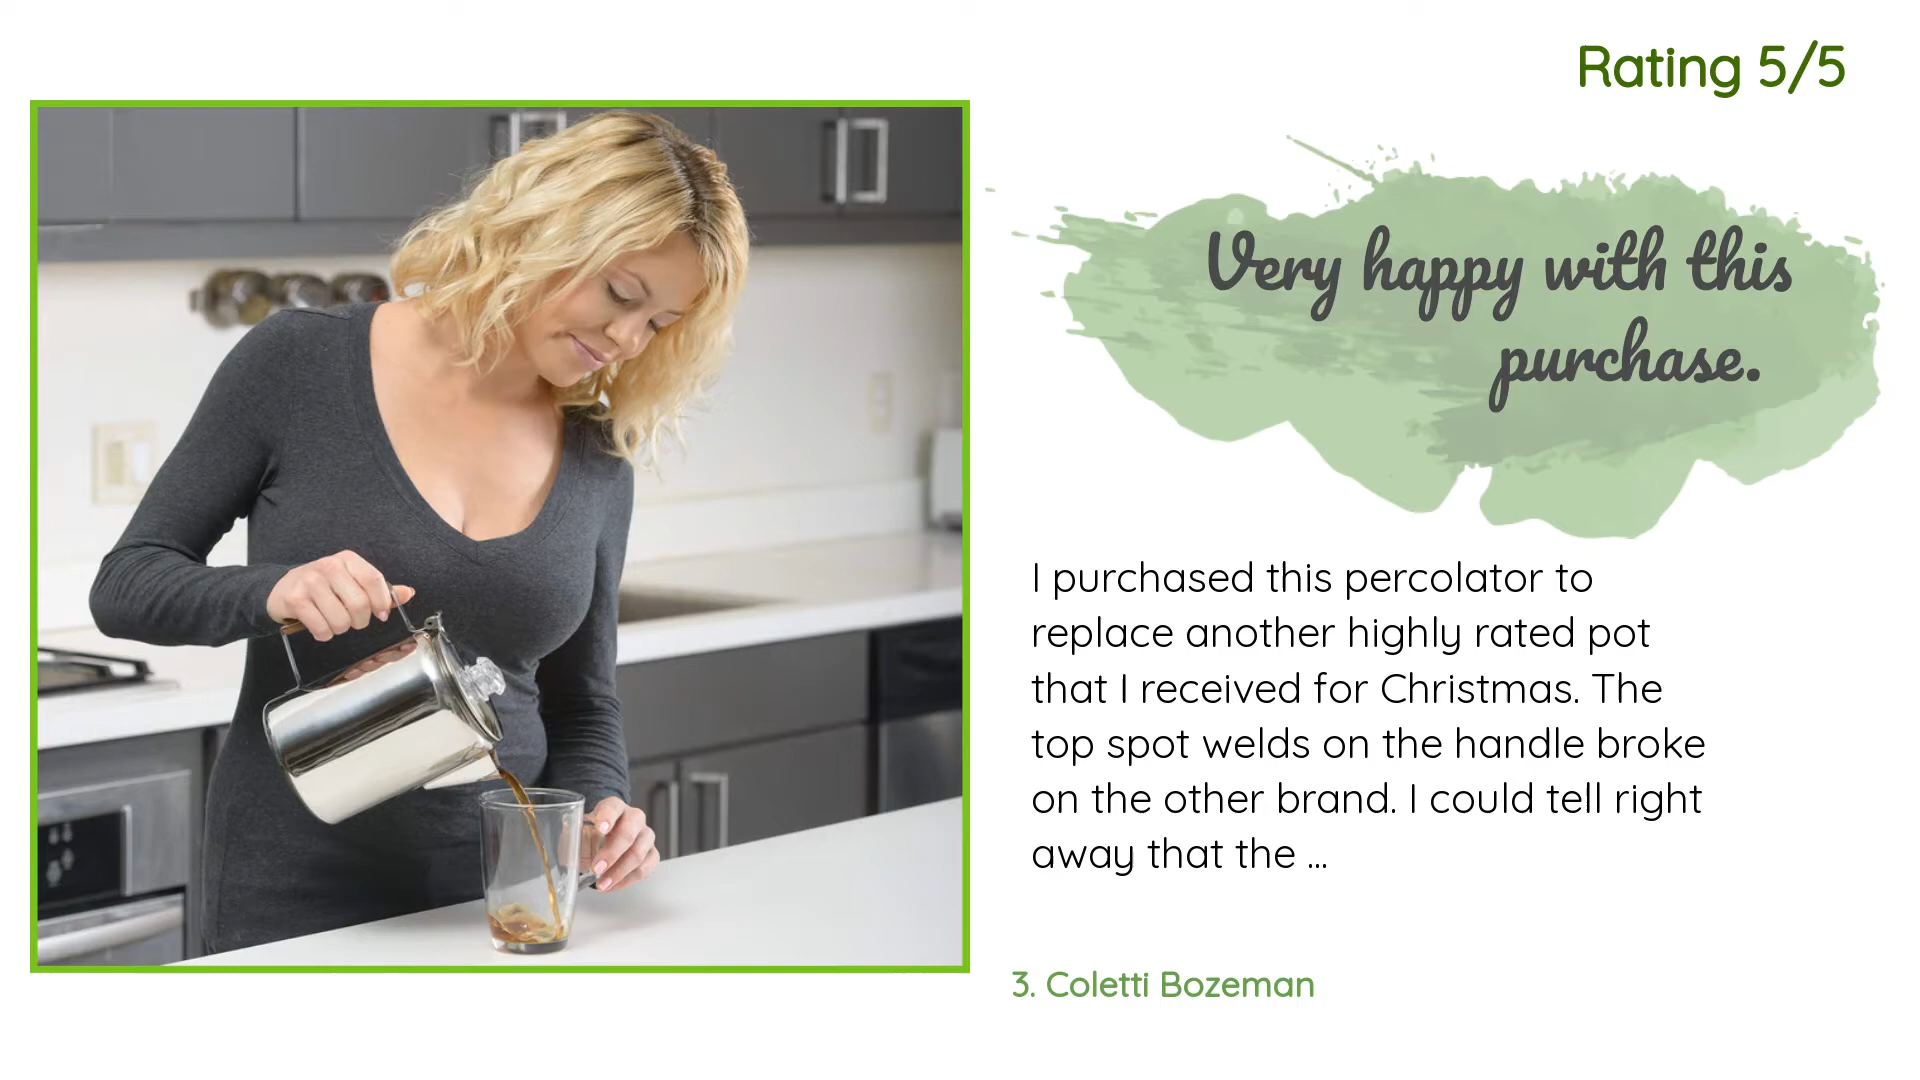 Rating 5/5
Very happy with this
purchase.
I purchased this percolator to
replace another highly rated pot
that I received for Christmas. The
top spot welds on the handle broke
on the other brand. I could tell right
away that the ...
3. Coletti Bozeman